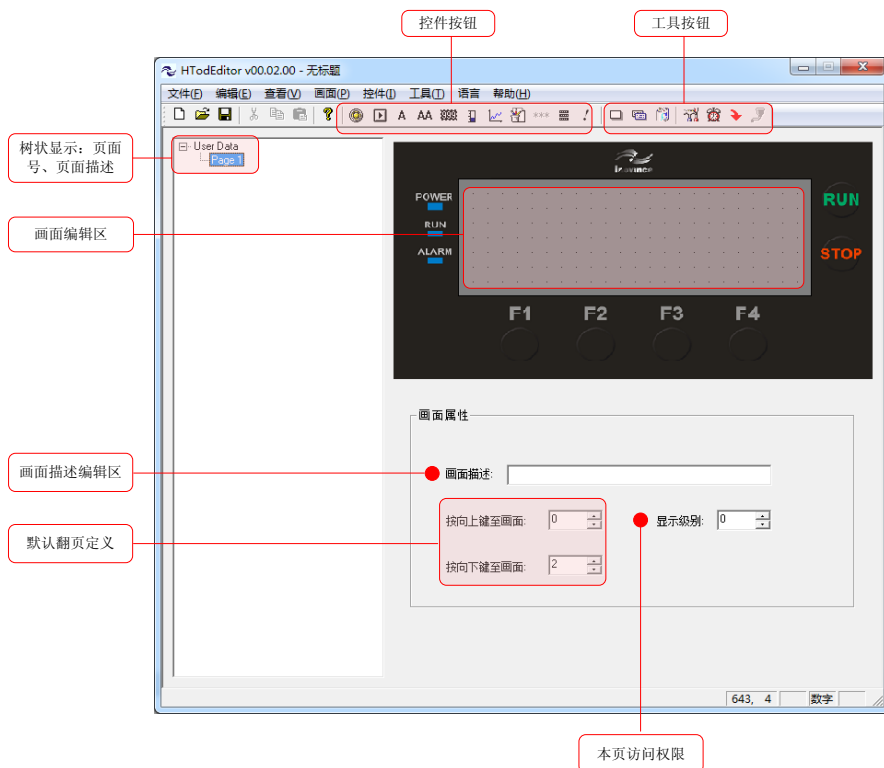 控件按钮
工具按钮
HTodEditor v00.02.00 - 无标题
文件(F) 编辑(E) 查看(V) 画面(P) 控件(I) 工具(T) 语言 帮助(H)
A AA
树状显示：页面号、页面描述
User Data
Page 1
POWER
RUN
ALARM
RUN
STOP
画面编辑区
F1 F2 F3 F4
画面属性
画面描述编辑区
画面描述:
默认翻页定义
按向上键至画面: 0
显示级别: 0
按向下键至画面: 2
643, 4 数字
本页访问权限